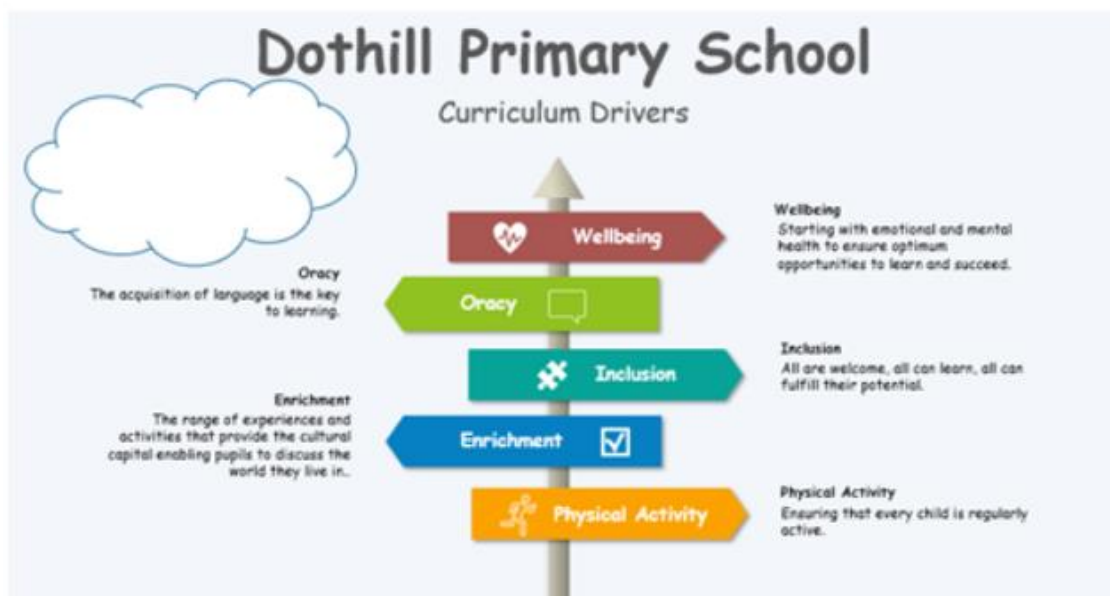 Dothill Primary School
Curriculum Drivers
Wellbeing
Wellbeing
Starting with emotional and mental
health to ensure optimum
opportunities to learn and succeed.
Oracy
The acquisition of language is the key
to learning.
Oracy
Inclusion
Inclusion
All are welcome, all can learn, all can
fulfill their potential.
Enrichment
The range of experiences and
activities that provide the cultural
capital enabling pupils to discuss the
world they live in..
Enrichment
Physical Activity
Physical Activity
Ensuring that every child is regularly
active.